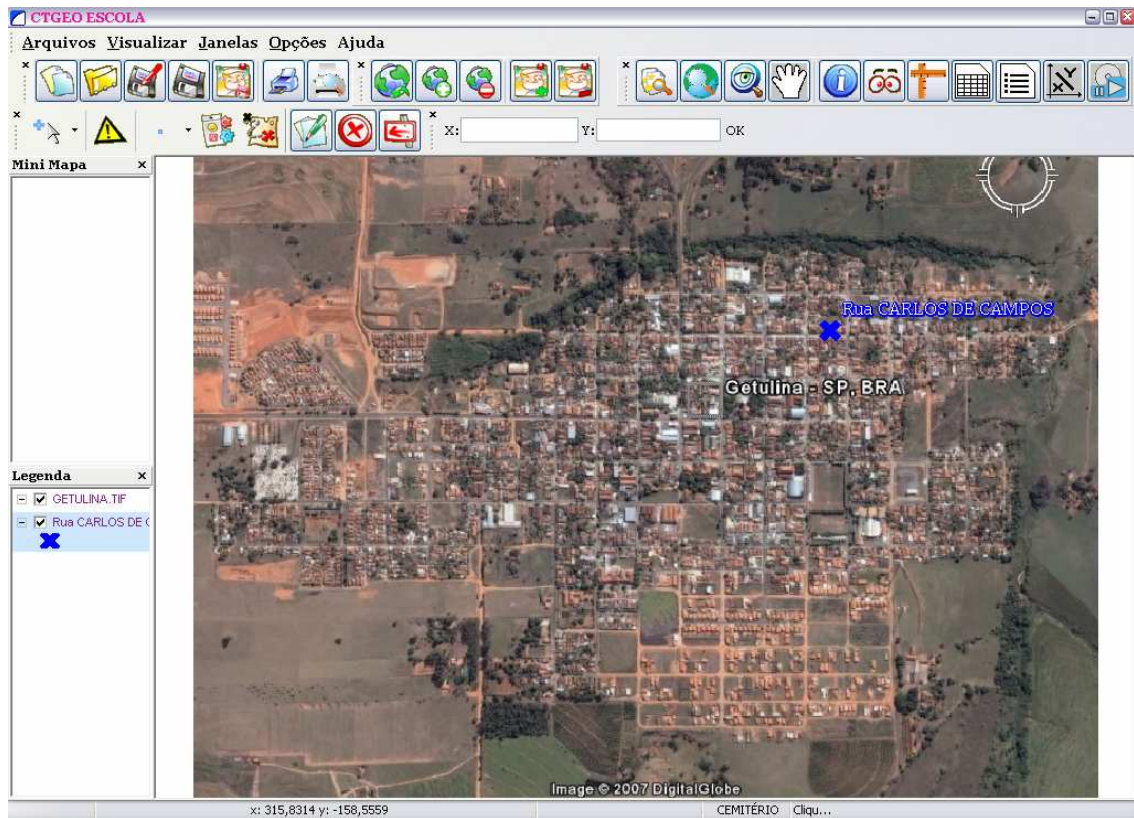 CTGEO ESCOLA
Arquivos Visualizar Janelas Opções Ajuda
X: Y: OK
Mini Mapa
Rua CARLOS DE CAMPOS
Getulina - SP, BRA
Legenda
GETULINA.TIF
Rua CARLOS DE C
Image © 2007 DigitalGlobe
x: 315,8314 y: -158,5559 CEMITÉRIO Cliqu...